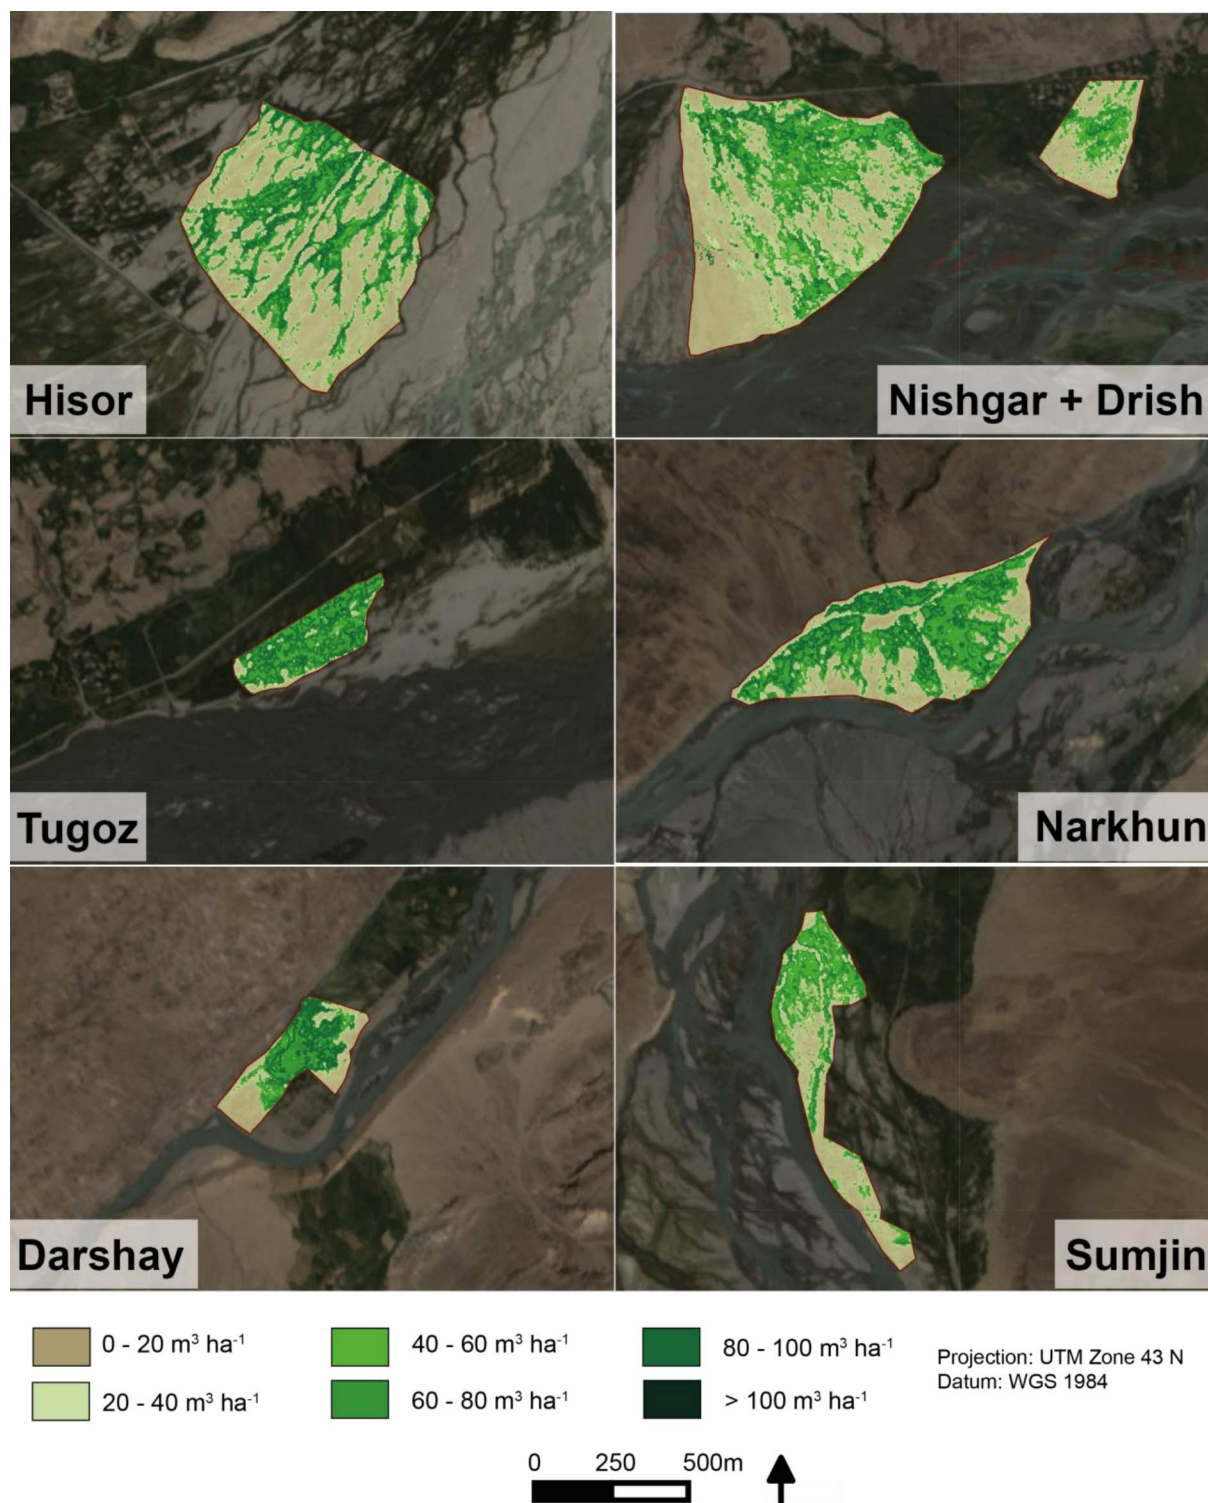 Hisor
Nishgar + Drish
Tugoz
Narkhun
Darshay
Sumjin
0 - 20 m³ ha⁻¹
40 - 60 m³ ha⁻¹
80 - 100 m³ ha⁻¹
20 - 40 m³ ha⁻¹
60 - 80 m³ ha⁻¹
> 100 m³ ha⁻¹
Projection: UTM Zone 43 N
Datum: WGS 1984
0 250 500m